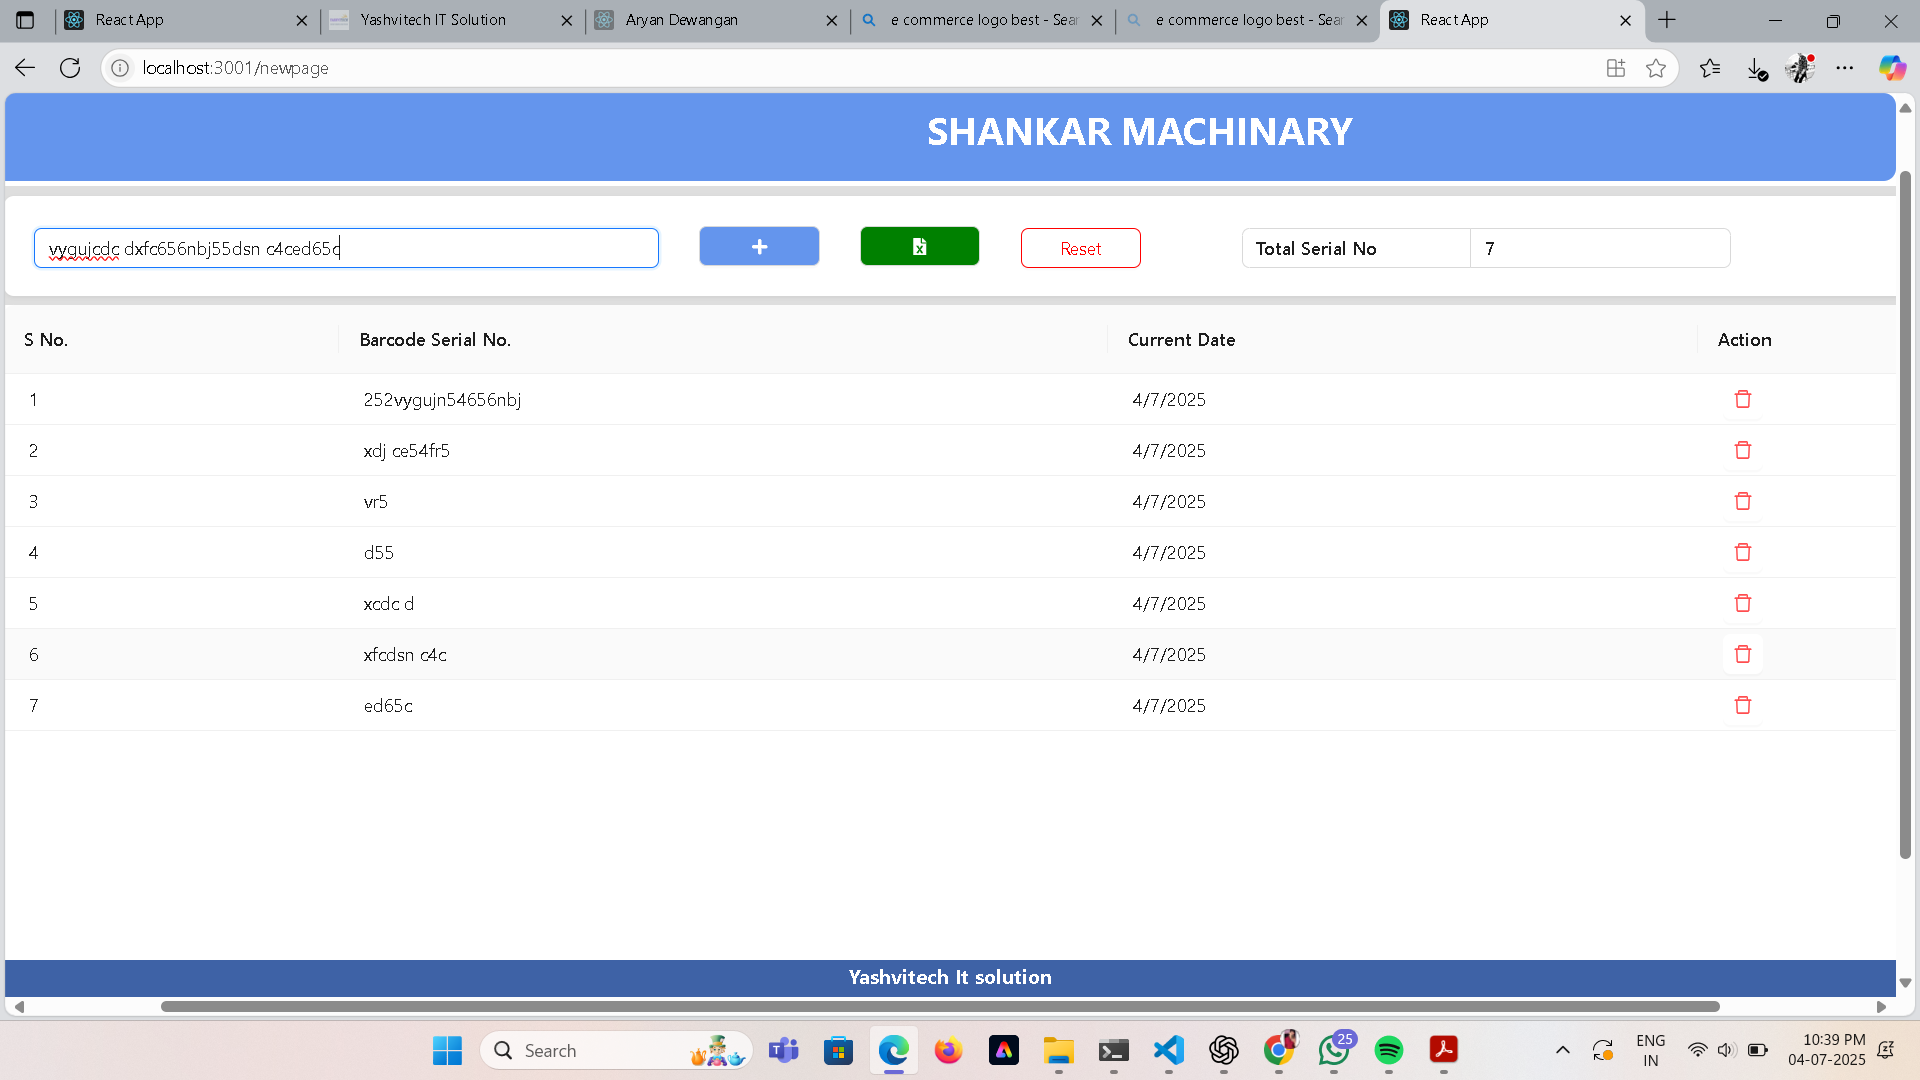 React App
Yashvitech IT Solution
Aryan Dewangan
e commerce logo best - Sear
e commerce logo best - Sear
React App
localhost:3001/newpage
SHANKAR MACHINARY
vygujcdc dxfc656nbj55dsn c4ced65c
Reset
Total Serial No 7
S No. Barcode Serial No. Current Date Action
1 252vygujn54656nbj 4/7/2025
2 xdj ce54fr5 4/7/2025
3 vr5 4/7/2025
4 d55 4/7/2025
5 xcdc d 4/7/2025
6 xfcdsn c4c 4/7/2025
7 ed65c 4/7/2025
Yashvitech It solution
Search
25
ENG
IN
10:39 PM
04-07-2025